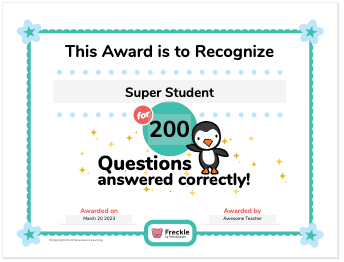 This Award is to Recognize
Super Student
for
200
Questions
answered correctly!
Awarded on
March 20 2023
Awarded by
Awesome Teacher
Freckle
by Renaissance
©Copyright 2023 Renaissance Learning